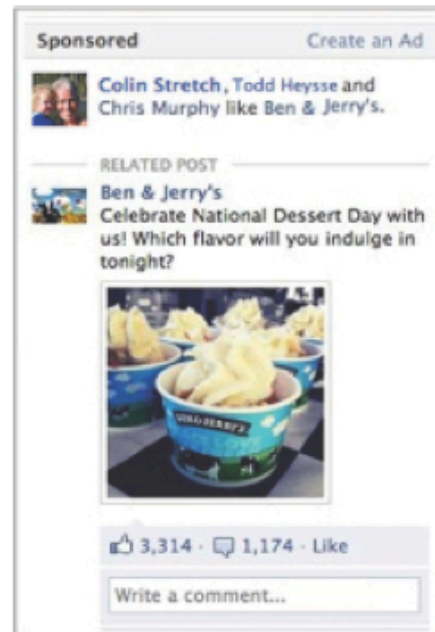 Sponsored
Create an Ad
Colin Stretch, Todd Heysse and
Chris Murphy like Ben & Jerry's.
RELATED POST
Ben & Jerry's
Celebrate National Dessert Day with
us! Which flavor will you indulge in
tonight?
BEN & JERRY'S
3,314 · 1,174 · Like
Write a comment...